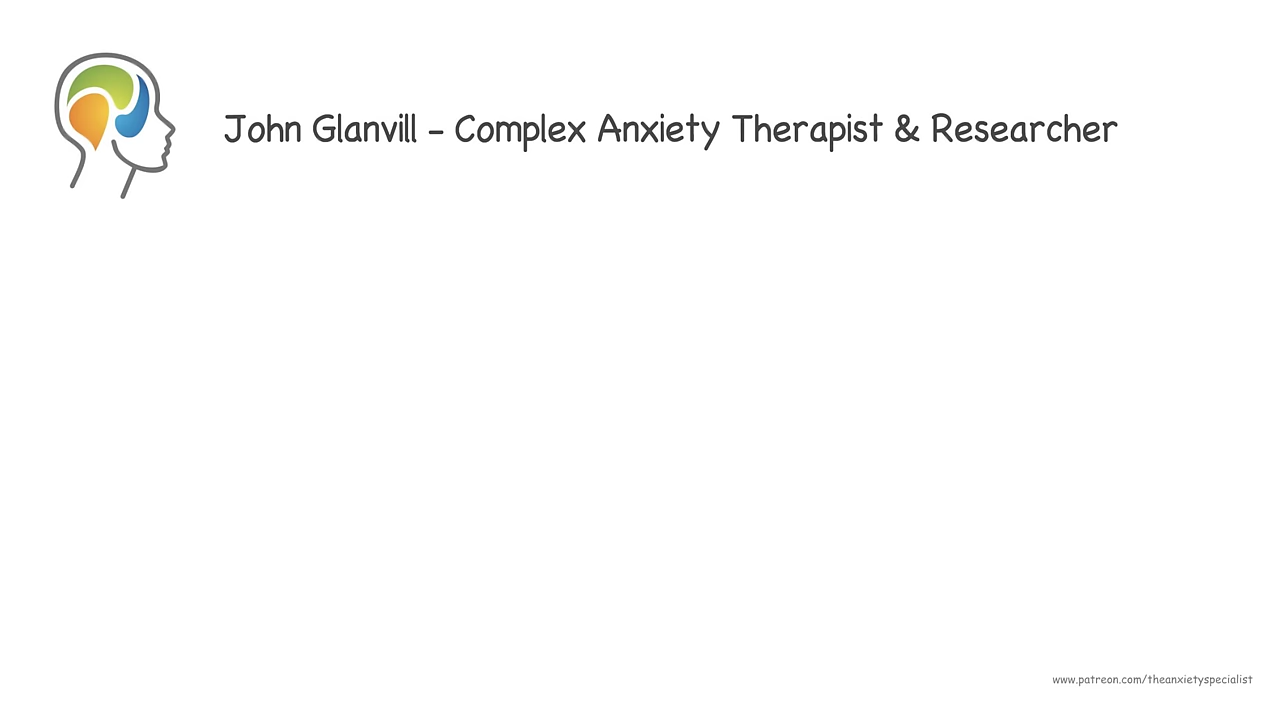 John Glanvill - Complex Anxiety Therapist & Researcher
www.patreon.com/theanxietyspecialist